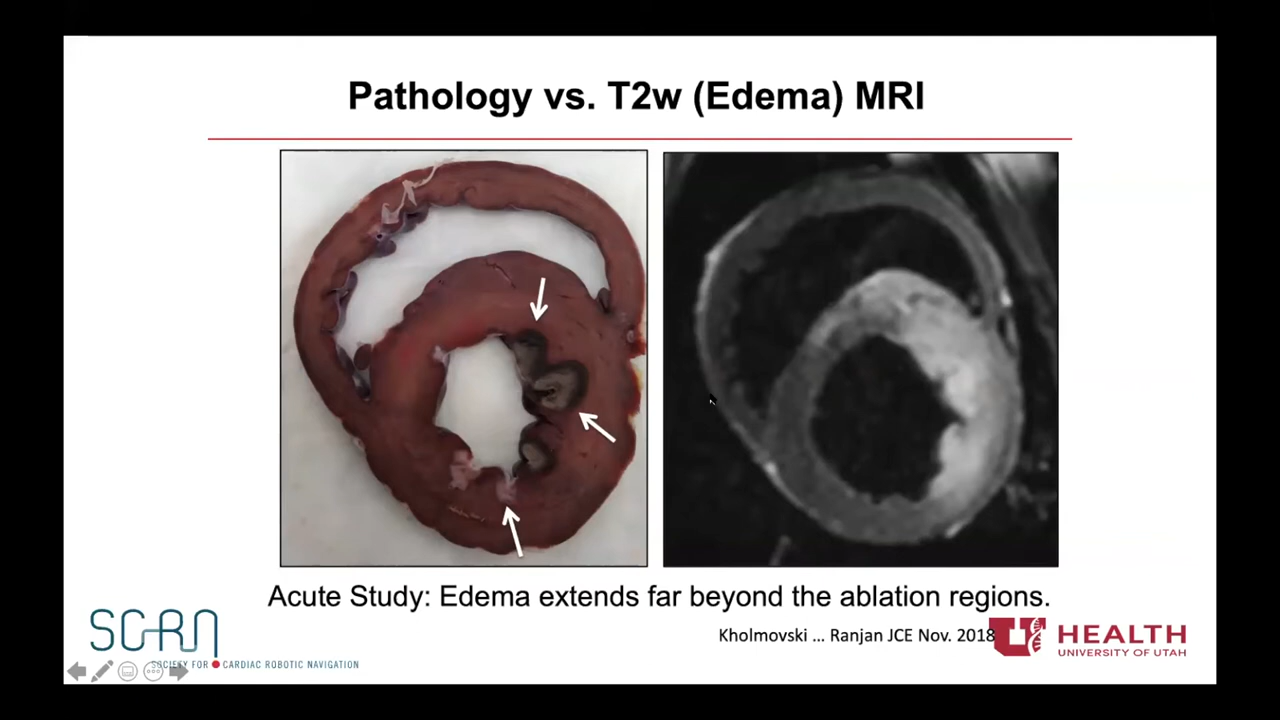 Pathology vs. T2w (Edema) MRI
Acute Study: Edema extends far beyond the ablation regions.
Kholmovski ... Ranjan JCE Nov. 2018
SCRN
SOCIETY FOR CARDIAC ROBOTIC NAVIGATION
U HEALTH
UNIVERSITY OF UTAH